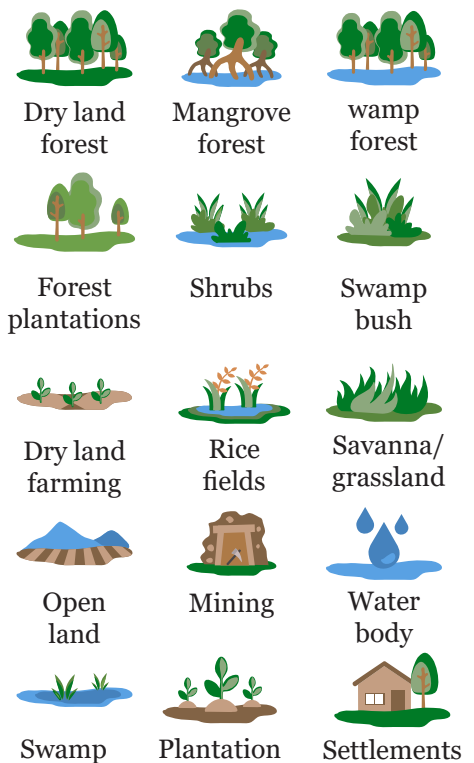 Dry land
forest
Mangrove
forest
wamp
forest
Forest
plantations
Shrubs
Swamp
bush
Dry land
farming
Rice
fields
Savanna/
grassland
Open
land
Mining
Water
body
Swamp
Plantation
Settlements